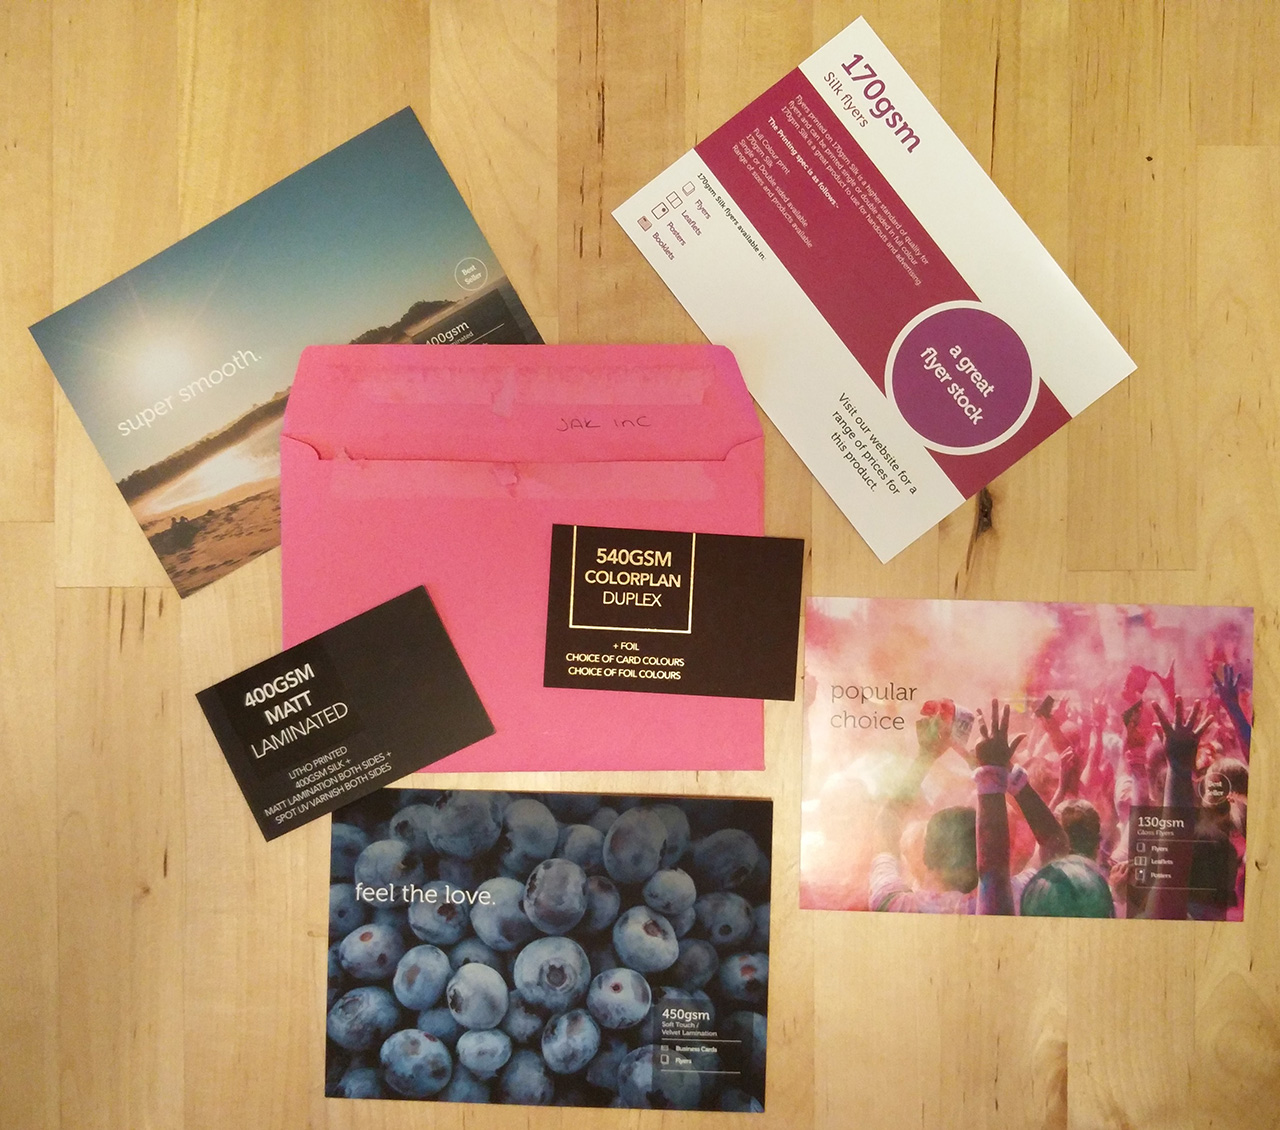 super smooth.
Best
Seller
400gsm
170gsm
Silk flyers
Flyers printed on 170gsm Silk is a higher standard of quality for
flyers and can be printed single or double sided in full colour
170gsm Silk is a great product to use for handouts and advertising
The Printing spec is as follows:-
Full Colour print
170gsm Silk
Single or Double sided available
Range of sizes and products available
170gsm Silk flyers available in:
Flyers
Leaflets
Posters
Booklets
a great
flyer stock
Visit our website for a
range of prices for
this product.
JAK InC
540GSM
COLORPLAN
DUPLEX
+ FOIL
CHOICE OF CARD COLOURS
CHOICE OF FOIL COLOURS
400GSM
MATT
LAMINATED
LITHO PRINTED
400GSM SILK +
MATT LAMINATION BOTH SIDES +
SPOT UV VARNISH BOTH SIDES
popular
choice
Best
Seller
130gsm
Gloss Flyers
Flyers
Leaflets
Posters
feel the love.
450gsm
Soft Touch /
Velvet Lamination
Business Cards
Flyers